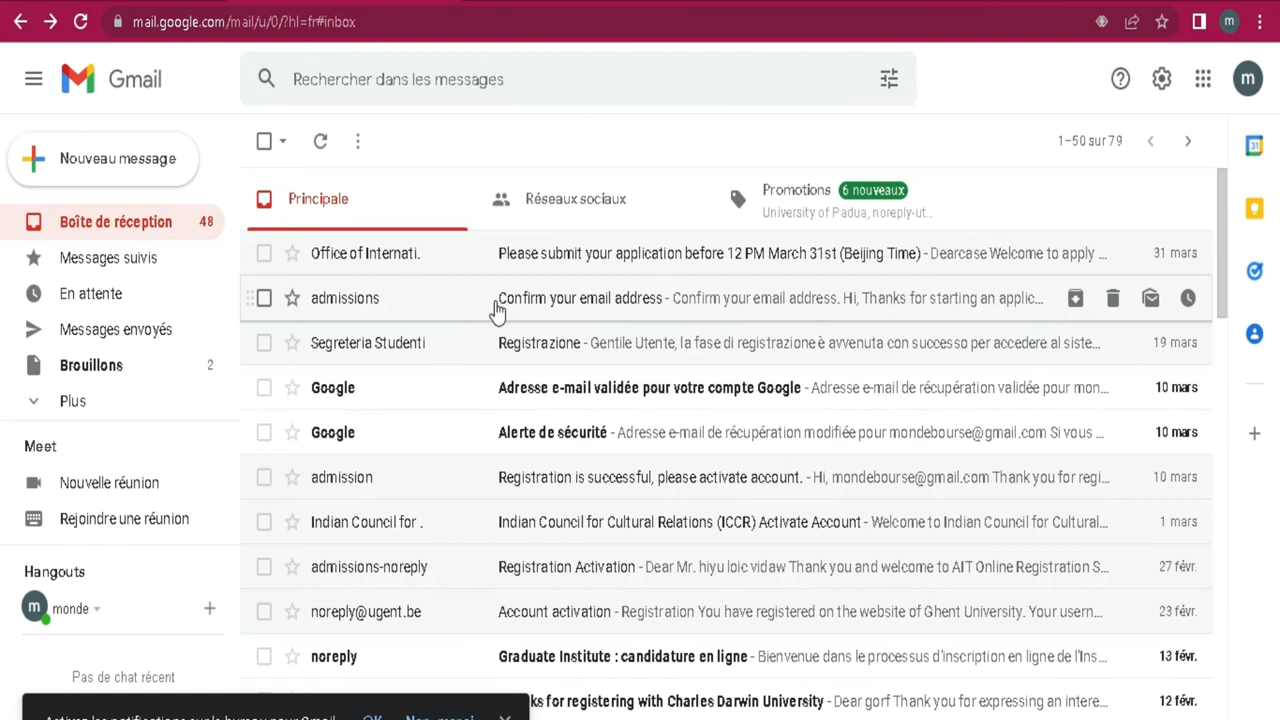 mail.google.com/mail/u/0/?hl=fr#inbox
m
Gmail
Rechercher dans les messages
m
Nouveau message
1–50 sur 79
31
Boîte de réception 48
Messages suivis
En attente
Messages envoyés
Brouillons 2
Plus
Meet
Nouvelle réunion
Rejoindre une réunion
Hangouts
m monde
Pas de chat récent
Principale
Réseaux sociaux
Promotions 6 nouveaux
University of Padua, noreply-ut...
Office of Internati. Please submit your application before 12 PM March 31st (Beijing Time) - Dearcase Welcome to apply ... 31 mars
admissions Confirm your email address - Confirm your email address. Hi, Thanks for starting an applic...
Segreteria Studenti Registrazione - Gentile Utente, la fase di registrazione è avvenuta con successo per accedere al siste... 19 mars
Google Adresse e-mail validée pour votre compte Google - Adresse e-mail de récupération validée pour mon... 10 mars
Google Alerte de sécurité - Adresse e-mail de récupération modifiée pour mondebourse@gmail.com Si vous ... 10 mars
admission Registration is successful, please activate account. - Hi, mondebourse@gmail.com Thank you for regi... 10 mars
Indian Council for . Indian Council for Cultural Relations (ICCR) Activate Account - Welcome to Indian Council for Cultural... 1 mars
admissions-noreply Registration Activation - Dear Mr. hiyu loic vidaw Thank you and welcome to AIT Online Registration S... 27 févr.
noreply@ugent.be Account activation - Registration You have registered on the website of Ghent University. Your usern... 23 févr.
noreply Graduate Institute : candidature en ligne - Bienvenue dans le processus d'inscription en ligne de l'Ins... 13 févr.
ks for registering with Charles Darwin University - Dear gorf Thank you for expressing an intere... 12 févr.
Activez les notifications sur le bureau pour Gmail. OK Non, merci